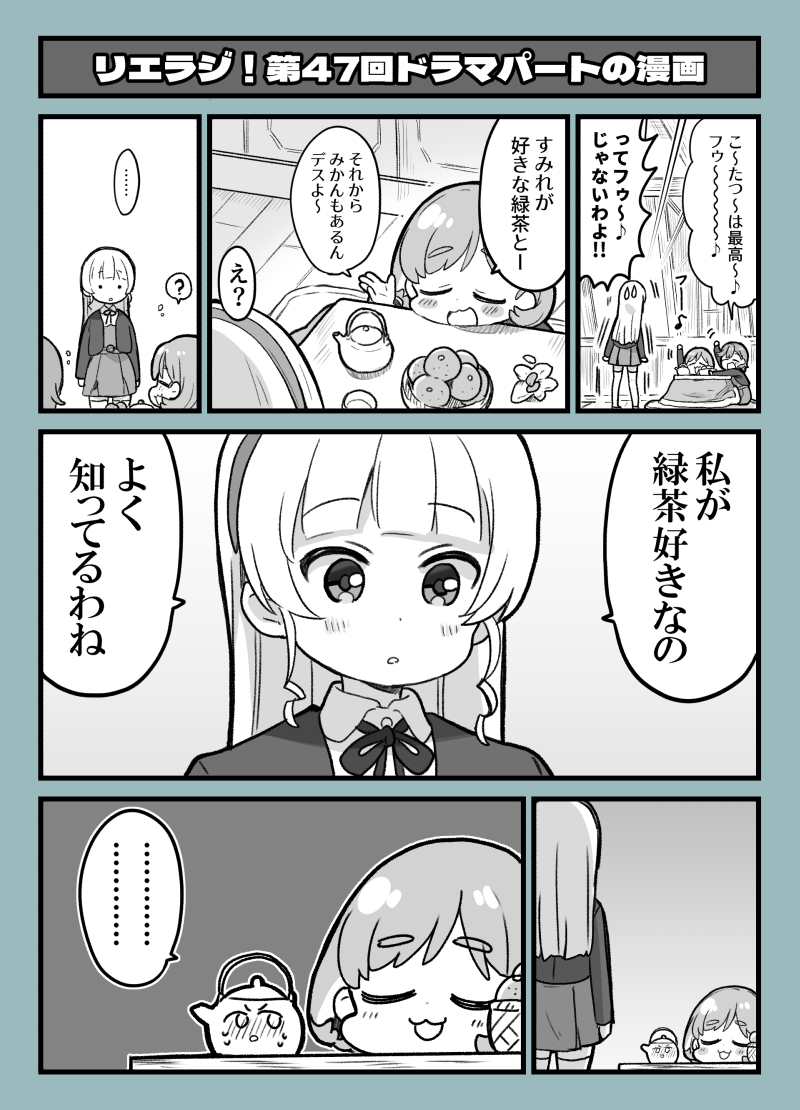 リエラジ！第47回ドラマパートの漫画
こ〜たつ〜は最高〜♪
フゥ〜〜〜〜〜〜♪
フーー♪
ってフゥ〜♪
じゃないわよ!!
すみれが
好きな緑茶とー
それから
みかんもあるん
デスよ〜
え？
?
……
私が
緑茶好きなの
よく
知ってるわね
………………